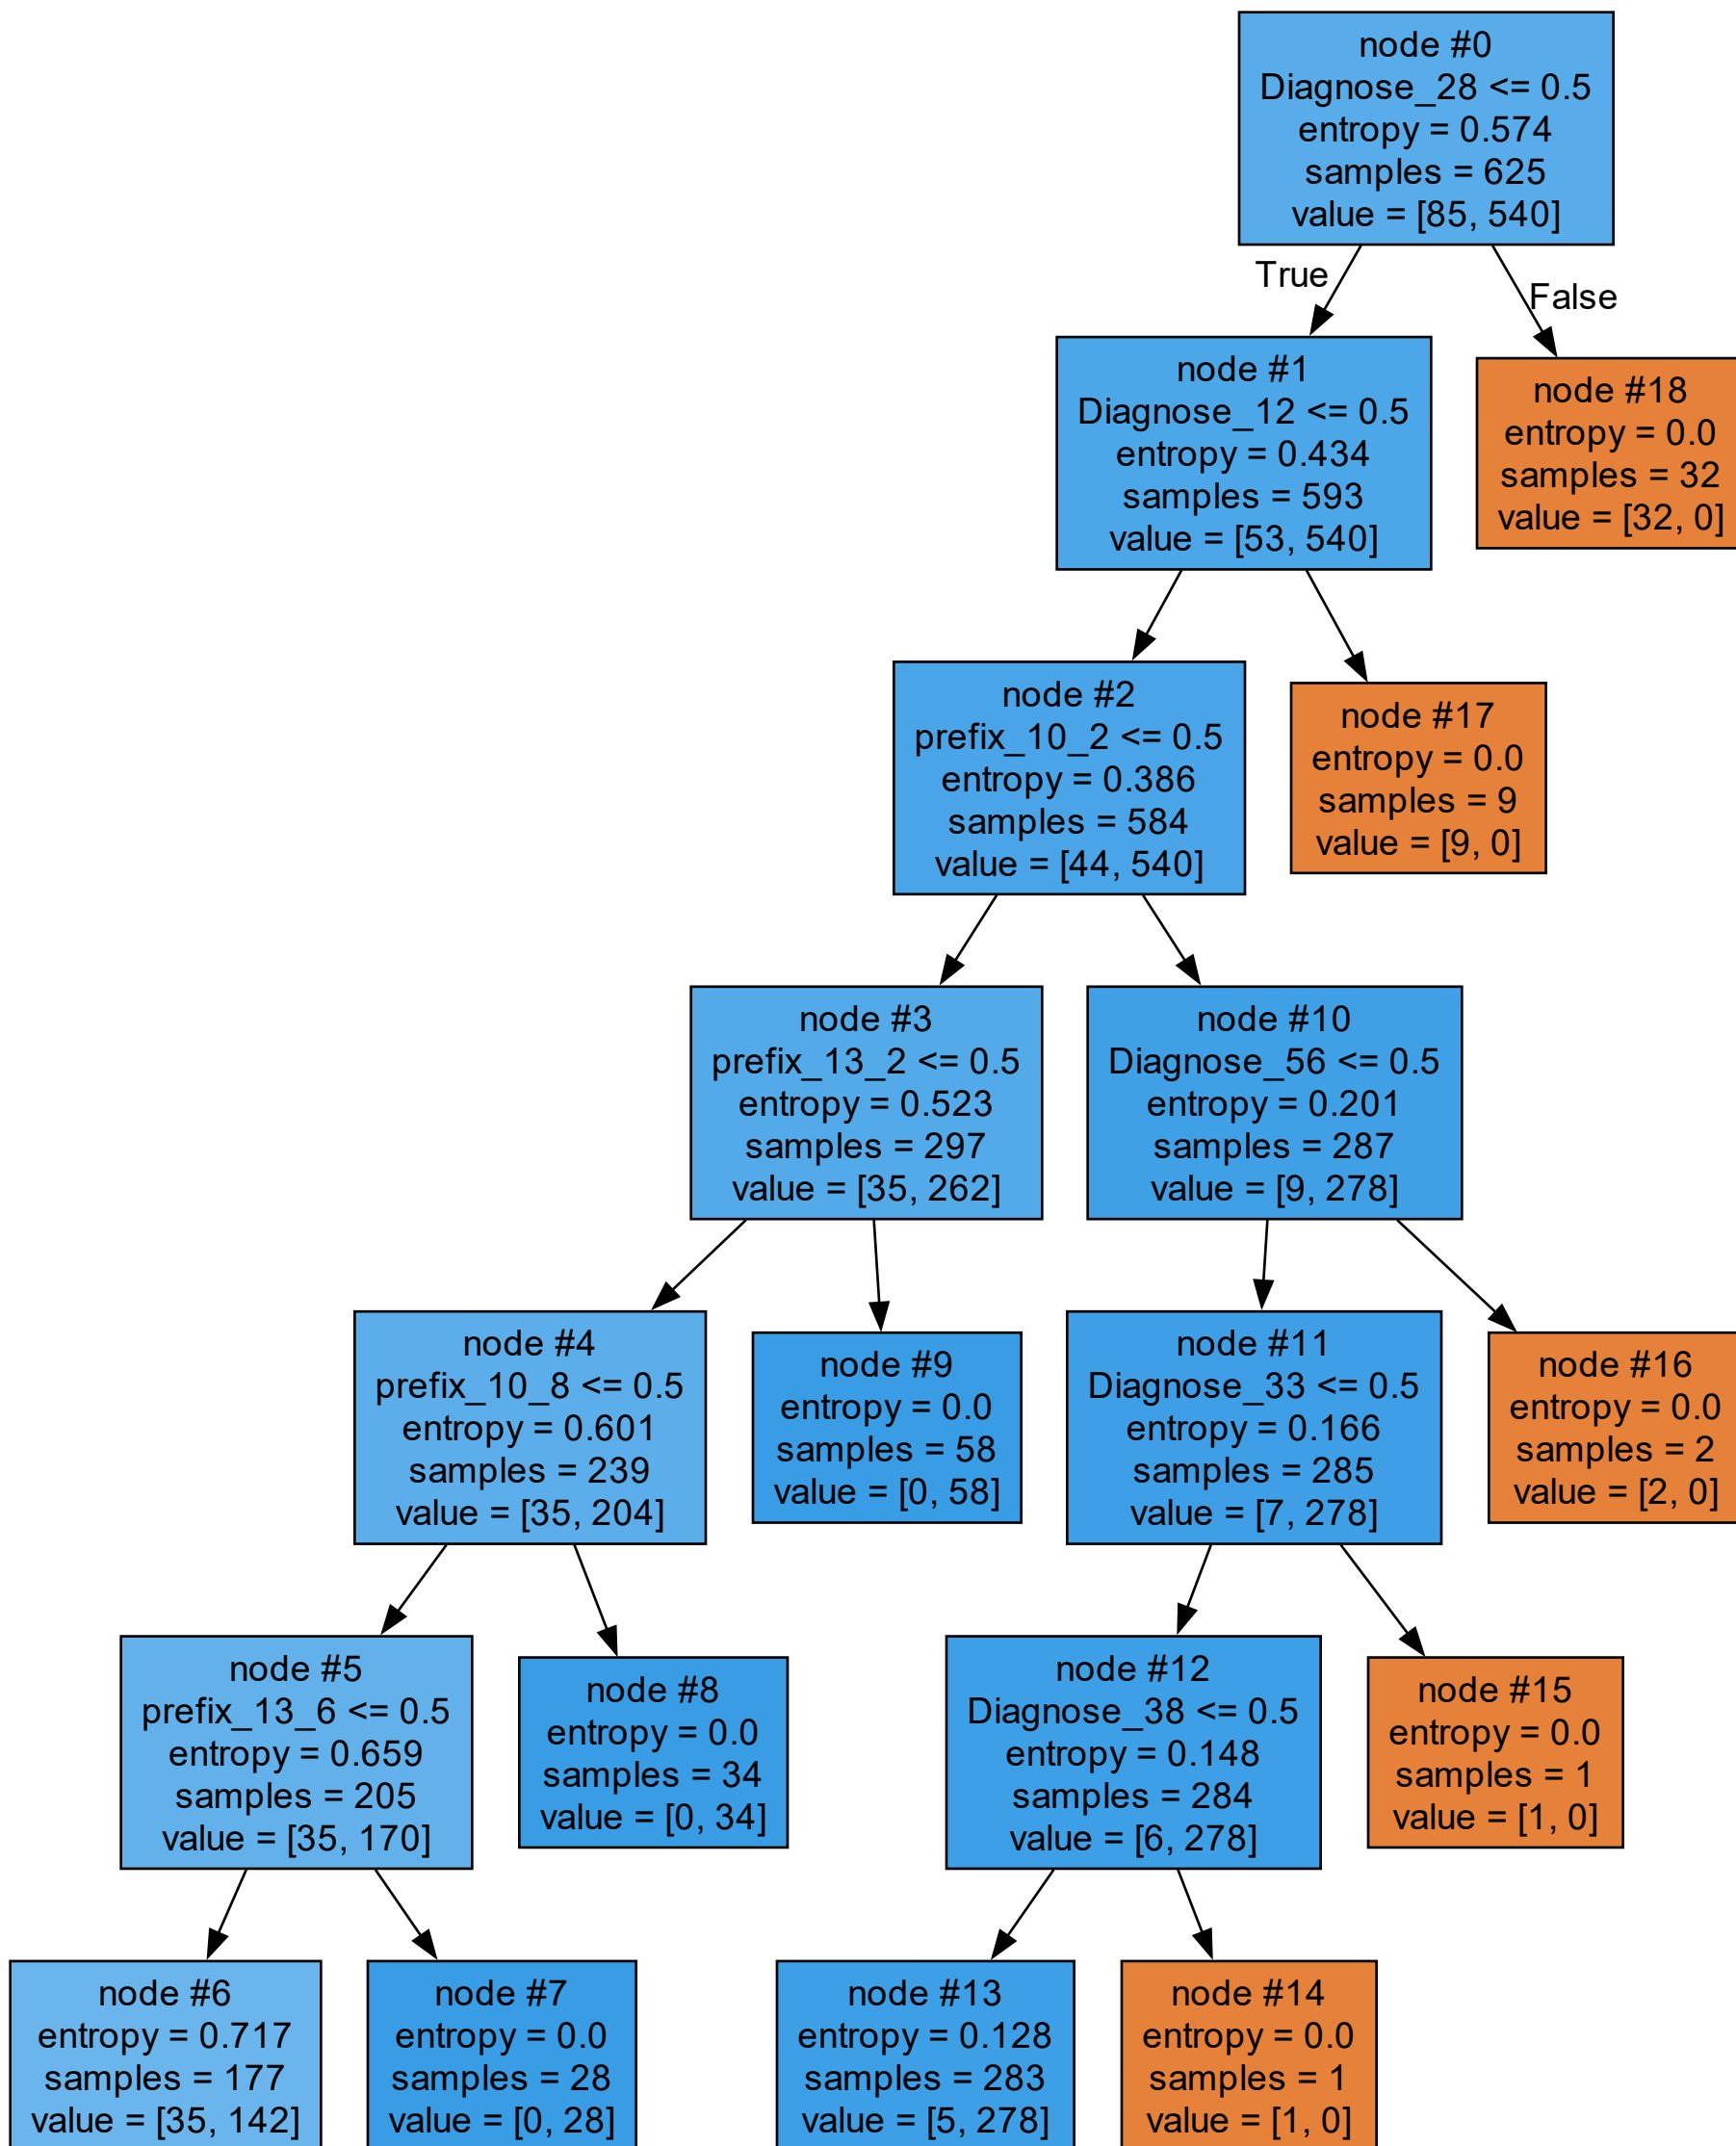 node #0
Diagnose_28 <= 0.5
entropy = 0.574
samples = 625
value = [85, 540]
True
False
node #1
Diagnose_12 <= 0.5
entropy = 0.434
samples = 593
value = [53, 540]
node #18
entropy = 0.0
samples = 32
value = [32, 0]
node #2
prefix_10_2 <= 0.5
entropy = 0.386
samples = 584
value = [44, 540]
node #17
entropy = 0.0
samples = 9
value = [9, 0]
node #3
prefix_13_2 <= 0.5
entropy = 0.523
samples = 297
value = [35, 262]
node #10
Diagnose_56 <= 0.5
entropy = 0.201
samples = 287
value = [9, 278]
node #4
prefix_10_8 <= 0.5
entropy = 0.601
samples = 239
value = [35, 204]
node #9
entropy = 0.0
samples = 58
value = [0, 58]
node #11
Diagnose_33 <= 0.5
entropy = 0.166
samples = 285
value = [7, 278]
node #16
entropy = 0.0
samples = 2
value = [2, 0]
node #5
prefix_13_6 <= 0.5
entropy = 0.659
samples = 205
value = [35, 170]
node #8
entropy = 0.0
samples = 34
value = [0, 34]
node #12
Diagnose_38 <= 0.5
entropy = 0.148
samples = 284
value = [6, 278]
node #15
entropy = 0.0
samples = 1
value = [1, 0]
node #6
entropy = 0.717
samples = 177
value = [35, 142]
node #7
entropy = 0.0
samples = 28
value = [0, 28]
node #13
entropy = 0.128
samples = 283
value = [5, 278]
node #14
entropy = 0.0
samples = 1
value = [1, 0]